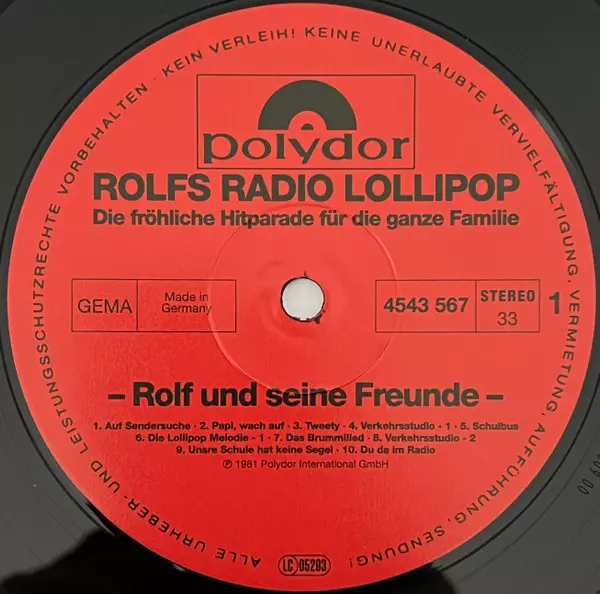 ALLE URHEBER- UND LEISTUNGSSCHUTZRECHTE VORBEHALTEN · KEIN VERLEIH! KEINE UNERLAUBTE VERVIELFÄLTIGUNG, VERMIETUNG, AUFFÜHRUNG, SENDUNG!
polydor
ROLFS RADIO LOLLIPOP
Die fröhliche Hitparade für die ganze Familie
GEMA
Made in
Germany
4543 567
STEREO
33
1
– Rolf und seine Freunde –
1. Auf Sendersuche · 2. Papi, wach auf · 3. Tweety · 4. Verkehrsstudio - 1 · 5. Schulbus
6. Die Lollipop Melodie - 1 · 7. Das Brummilied · 8. Verkehrsstudio - 2
9. Unsre Schule hat keine Segel · 10. Du da im Radio
Ⓟ 1981 Polydor International GmbH
LC 05283